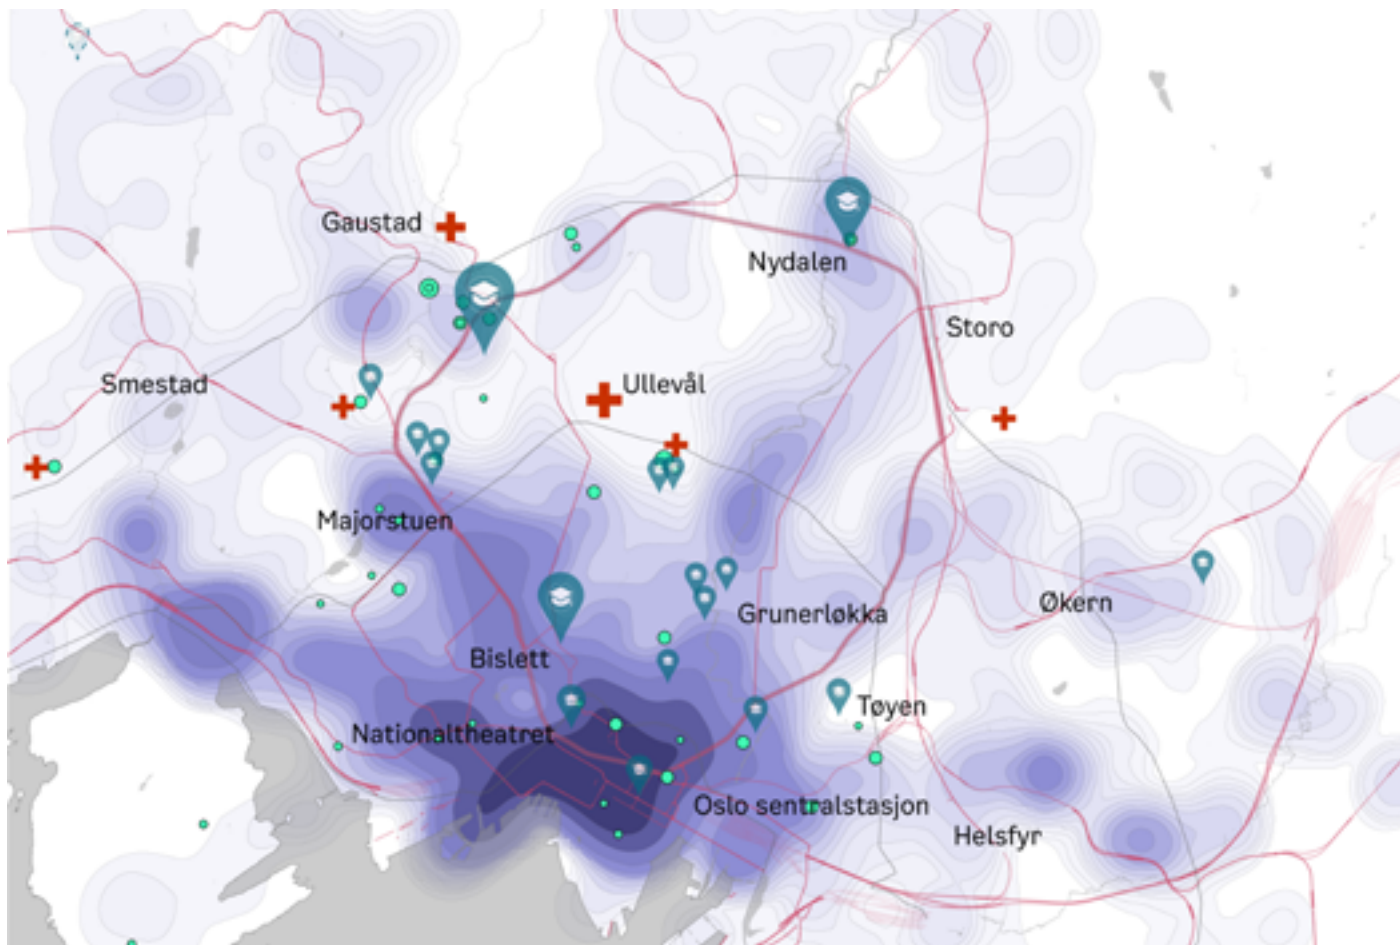 Gaustad
Nydalen
Storo
Smestad
Ullevål
Majorstuen
Økern
Grunerløkka
Bislett
Tøyen
Nationaltheatret
Oslo sentralstasjon
Helsfyr